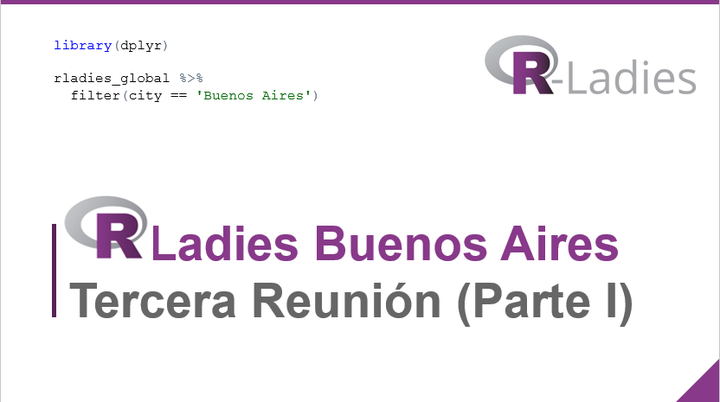 library(dplyr)
R-Ladies
rladies_global %>%
filter(city == 'Buenos Aires')
R Ladies Buenos Aires
Tercera Reunión (Parte I)